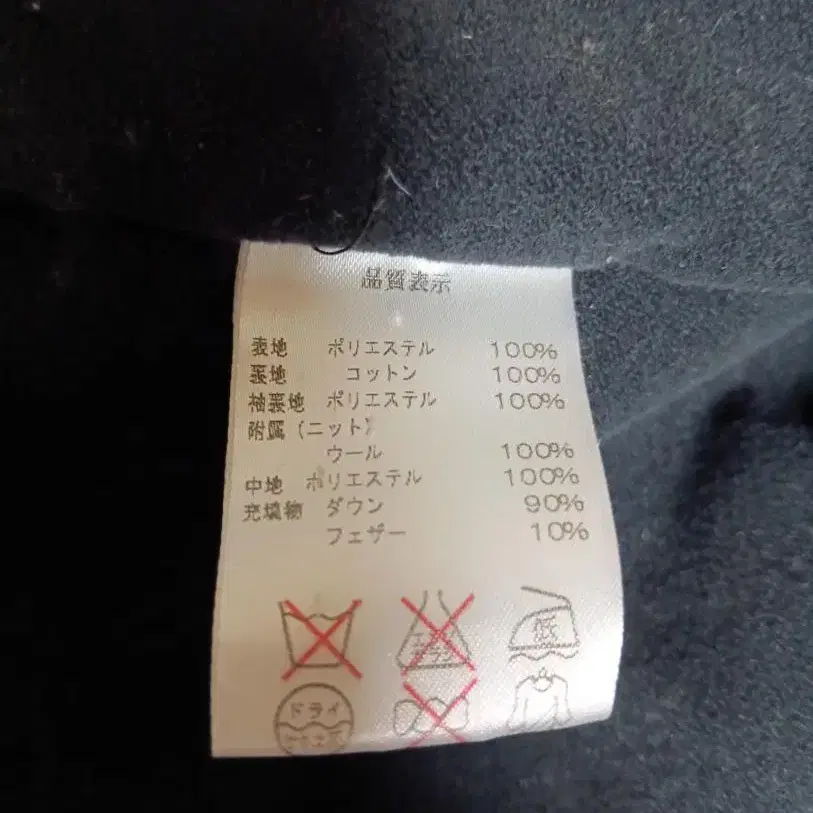 品質表示
表地 ポリエステル 100%
裏地 コットン 100%
袖裏地 ポリエステル 100%
附属(ニット)
ウール 100%
中地 ポリエステル 100%
充填物 ダウン 90%
フェザー 10%
低
ドライ